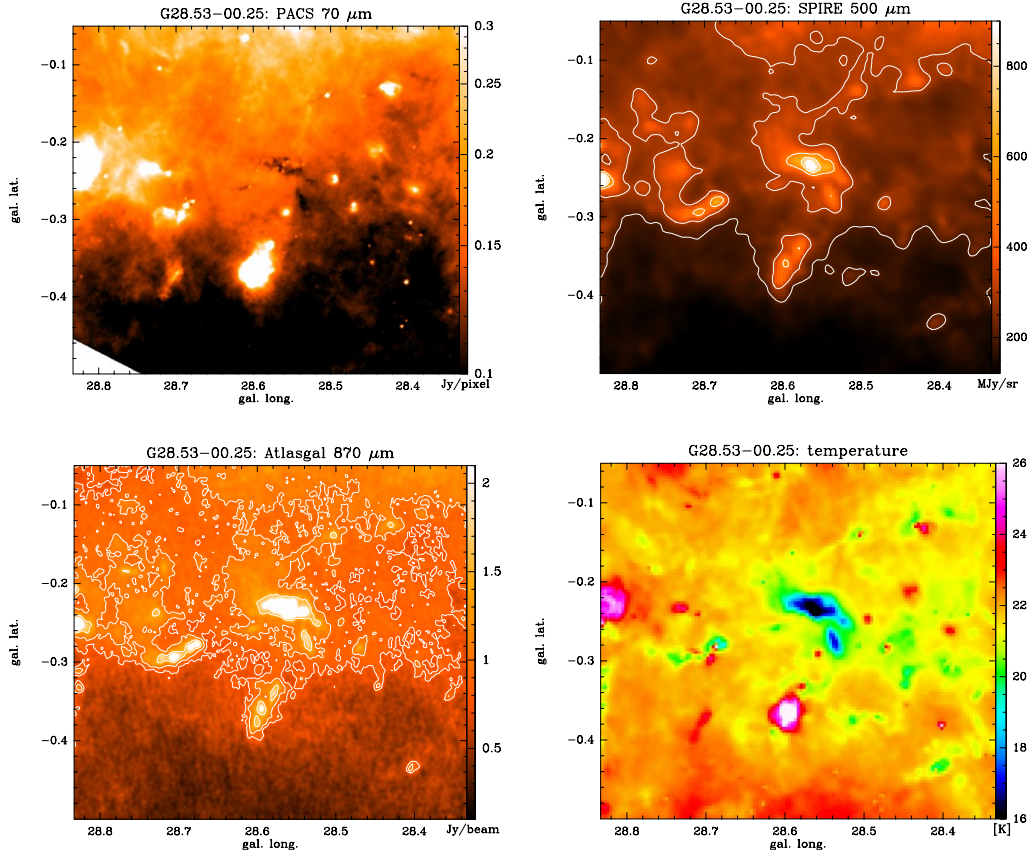 G28.53−00.25: PACS 70 μm
0.3
−0.1
0.25
−0.2
0.2
gal. lat.
−0.3
0.15
−0.4
0.1
28.8 28.7 28.6 28.5 28.4 Jy/pixel
gal. long.
G28.53−00.25: SPIRE 500 μm
−0.1
800
−0.2
600
gal. lat.
−0.3
400
−0.4
200
28.8 28.7 28.6 28.5 28.4 MJy/sr
gal. long.
G28.53−00.25: Atlasgal 870 μm
2
−0.1
1.5
−0.2
gal. lat.
−0.3
1
−0.4
0.5
28.8 28.7 28.6 28.5 28.4 Jy/beam
gal. long.
G28.53−00.25: temperature
26
−0.1
24
−0.2
22
gal. lat.
−0.3
20
−0.4
18
16
28.8 28.7 28.6 28.5 28.4 [K]
gal. long.